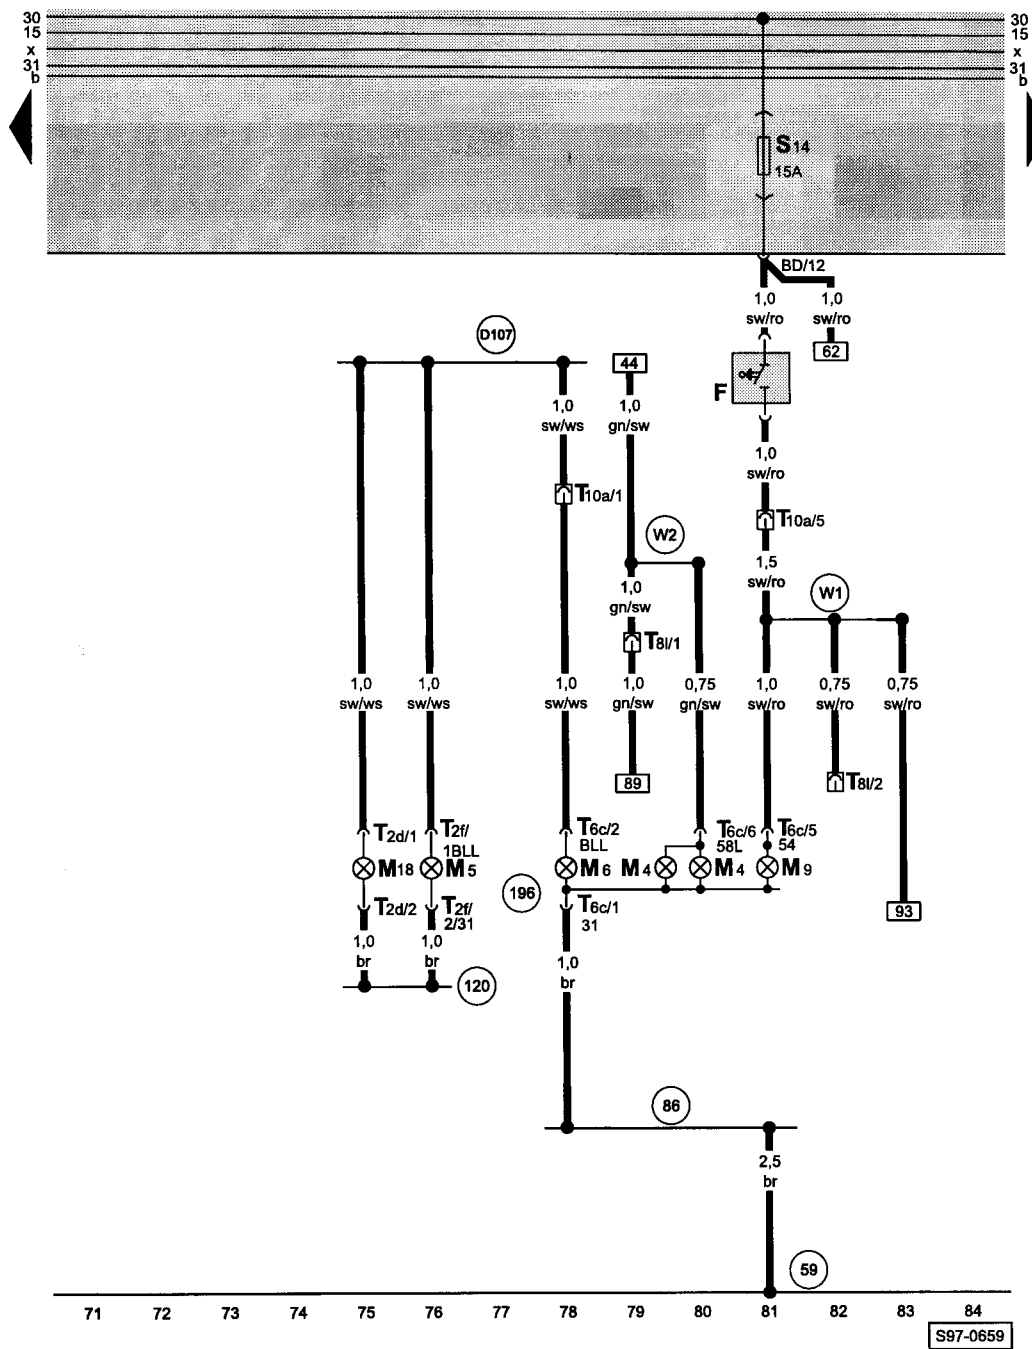 30 30
15 15
x x
31 31
b b
S14
15A
BD/12
1,0 1,0
sw/ro sw/ro
D107
62
44
F
1,0 1,0
sw/ws gn/sw
1,0
sw/ro
T10a/1
T10a/5
W2
1,5
sw/ro
1,0
gn/sw
W1
T8l/1
1,0 1,0 1,0 1,0 0,75 1,0 0,75 0,75
sw/ws sw/ws sw/ws gn/sw gn/sw sw/ro sw/ro sw/ro
89
T8l/2
T2d/1 T2f/ T6c/2 T6c/6 T6c/5
1BLL BLL 58L 54
M18 M5 M6 M4 M4 M9
196
T2d/2 T2f/ T6c/1
2/31 31
93
1,0 1,0
br br
1,0
br
120
86
2,5
br
59
71 72 73 74 75 76 77 78 79 80 81 82 83 84
S97-0659